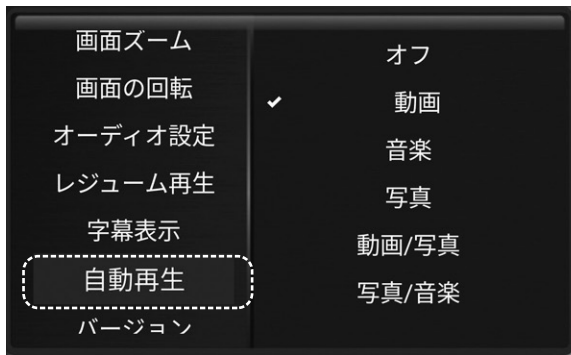 画面ズーム
画面の回転
オーディオ設定
レジューム再生
字幕表示
自動再生
バージョン
オフ
動画
音楽
写真
動画/写真
写真/音楽